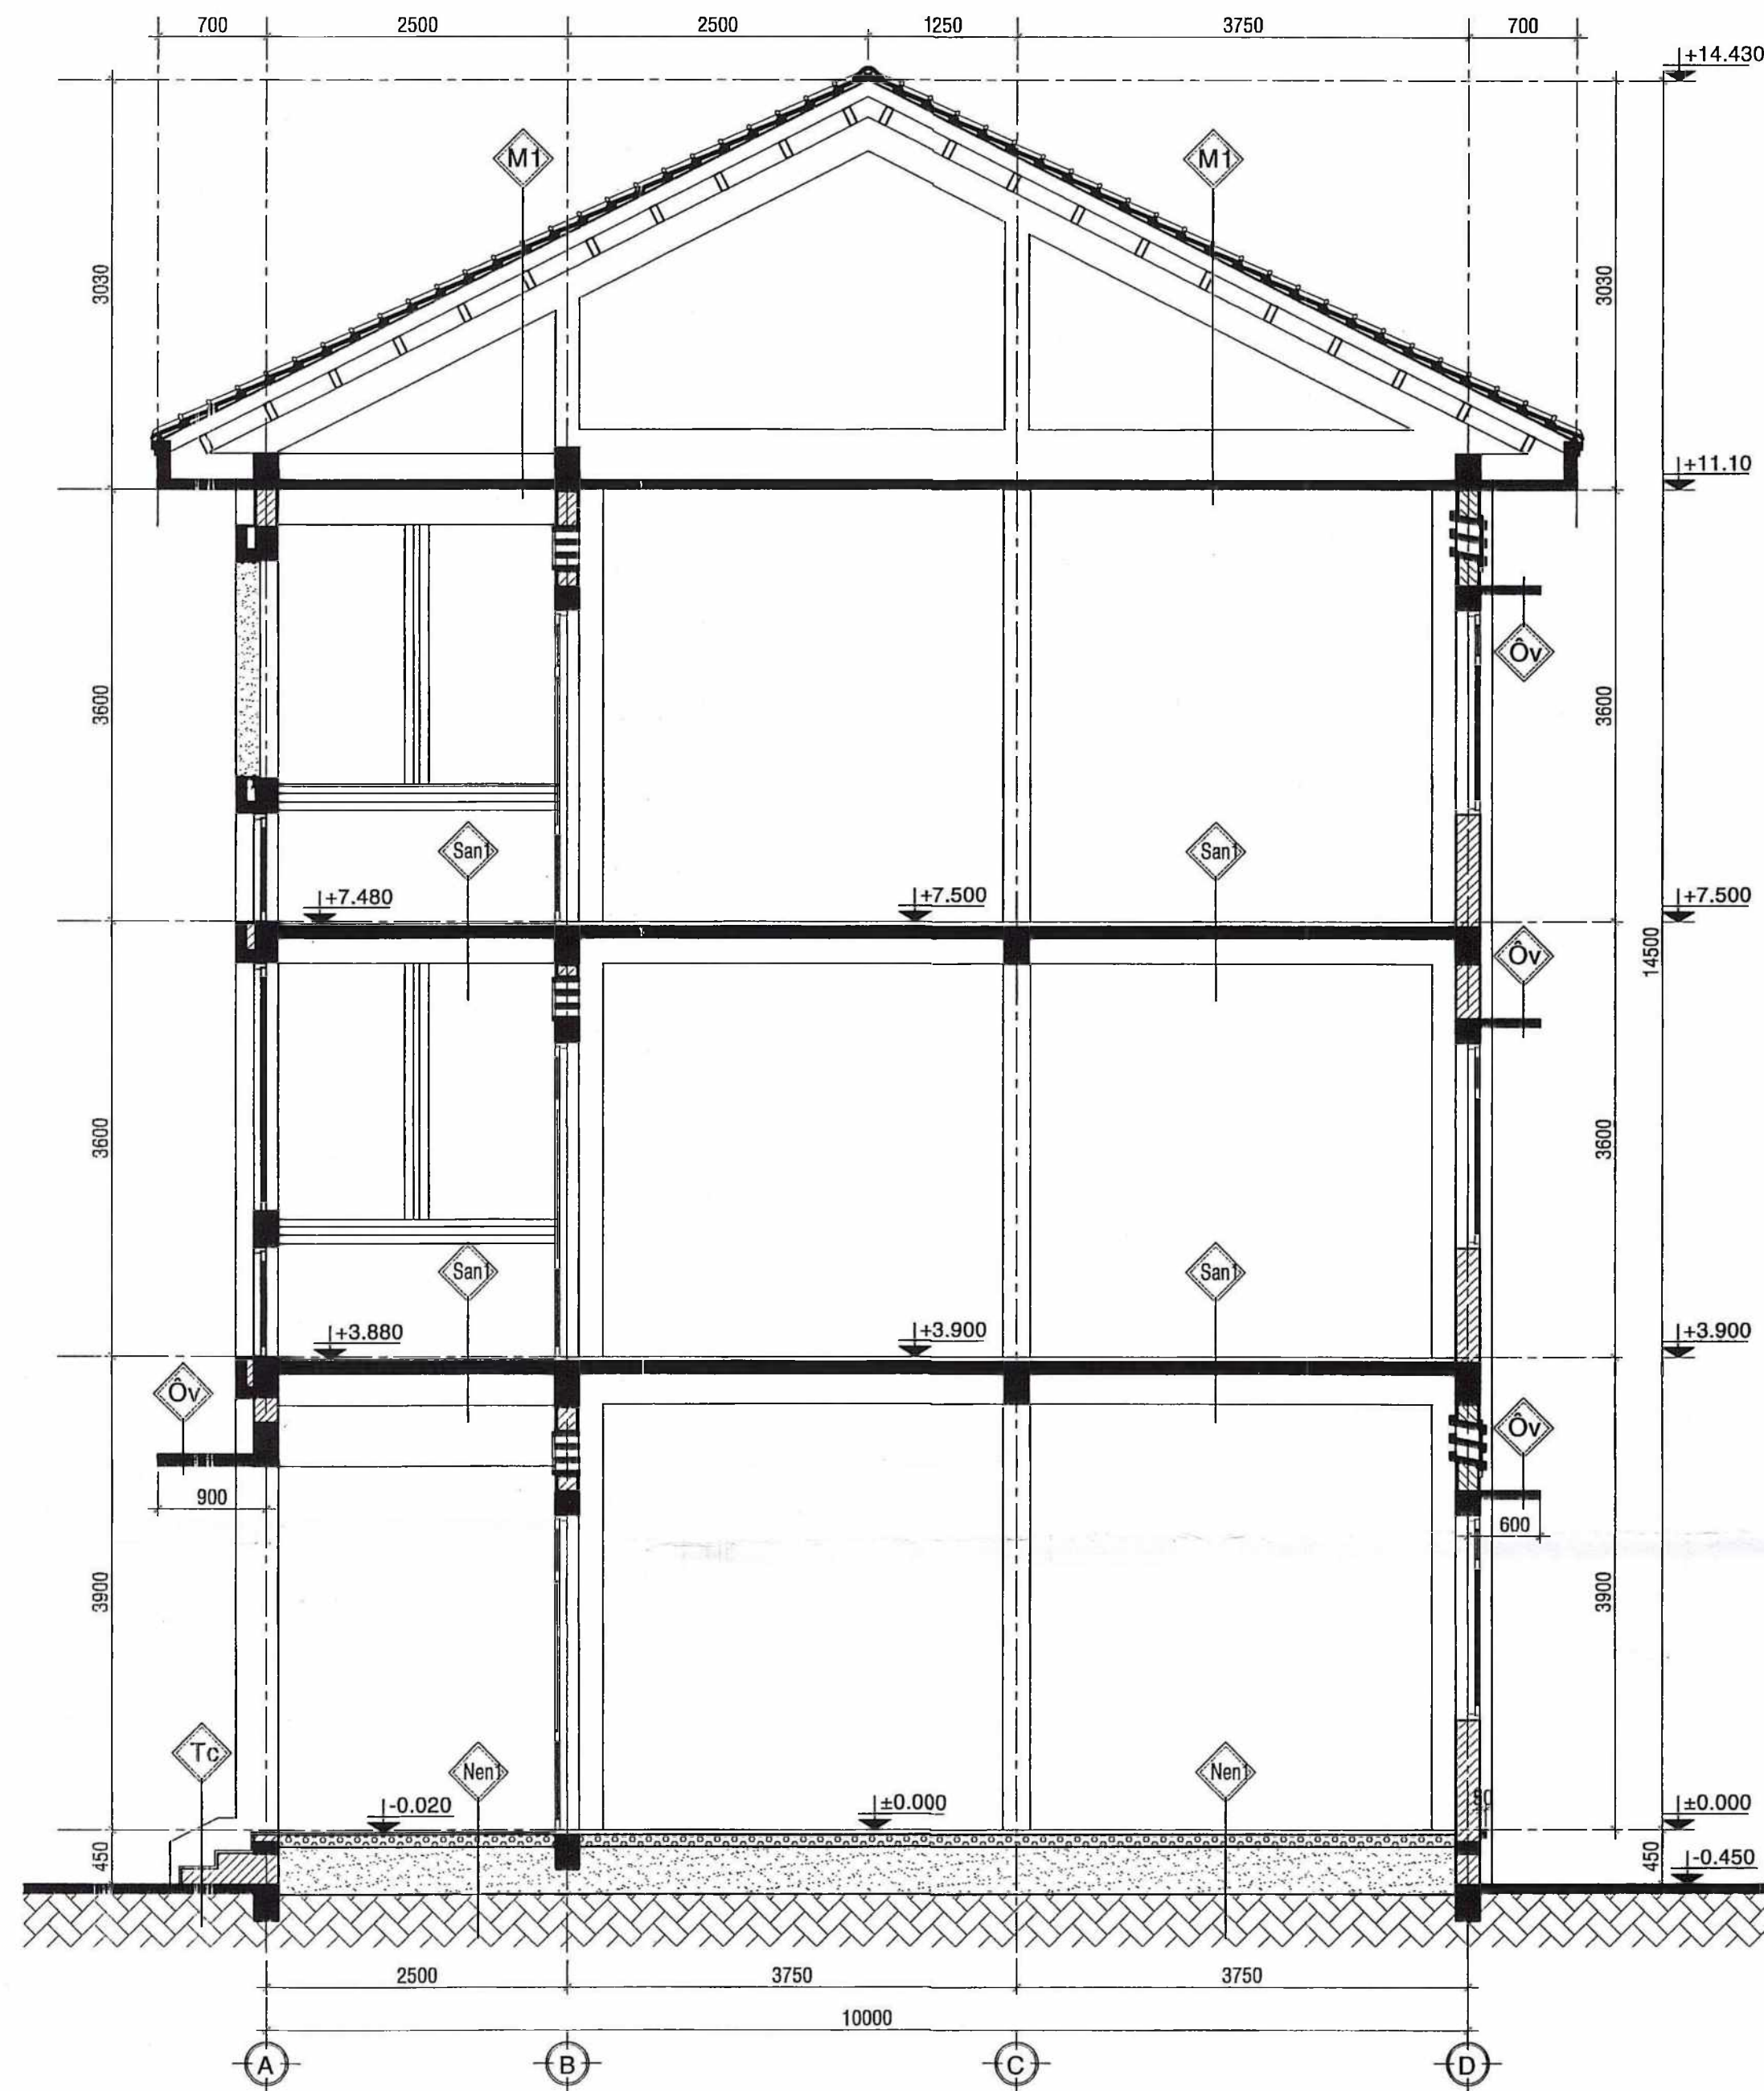 700 2500 2500 1250 3750 700
+14.430
M1 M1
3030 3030
+11.10
Ôv
3600 3600
San1 San1
+7.480 +7.500 +7.500
Ôv
14500
3600 3600
San1 San1
+3.880 +3.900 +3.900
Ôv Ôv
900 600
3900 3900
Tc Nen1 Nen1
-0.020 ±0.000 ±0.000
450 450 -0.450
2500 3750 3750
10000
A B C D